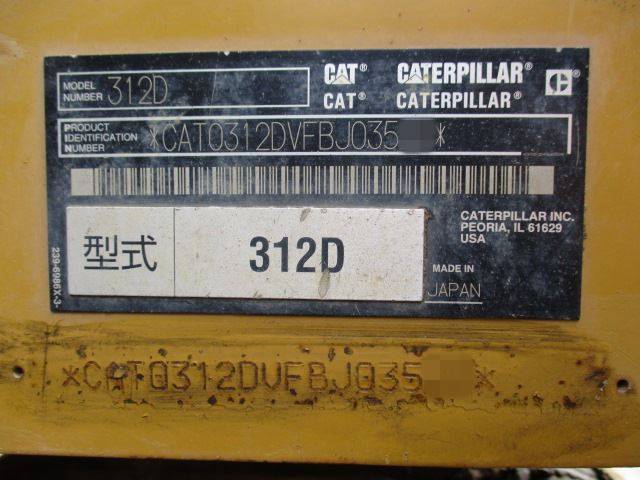 MODEL NUMBER 312D
CAT® CATERPILLAR®
CAT® CATERPILLAR®
PRODUCT IDENTIFICATION NUMBER *CAT0312DVFBJ035 *
CATERPILLAR INC.
PEORIA, IL 61629
USA
型式 312D
MADE IN
JAPAN
239-6986X-3
*CAT0312DVFBJ035 *